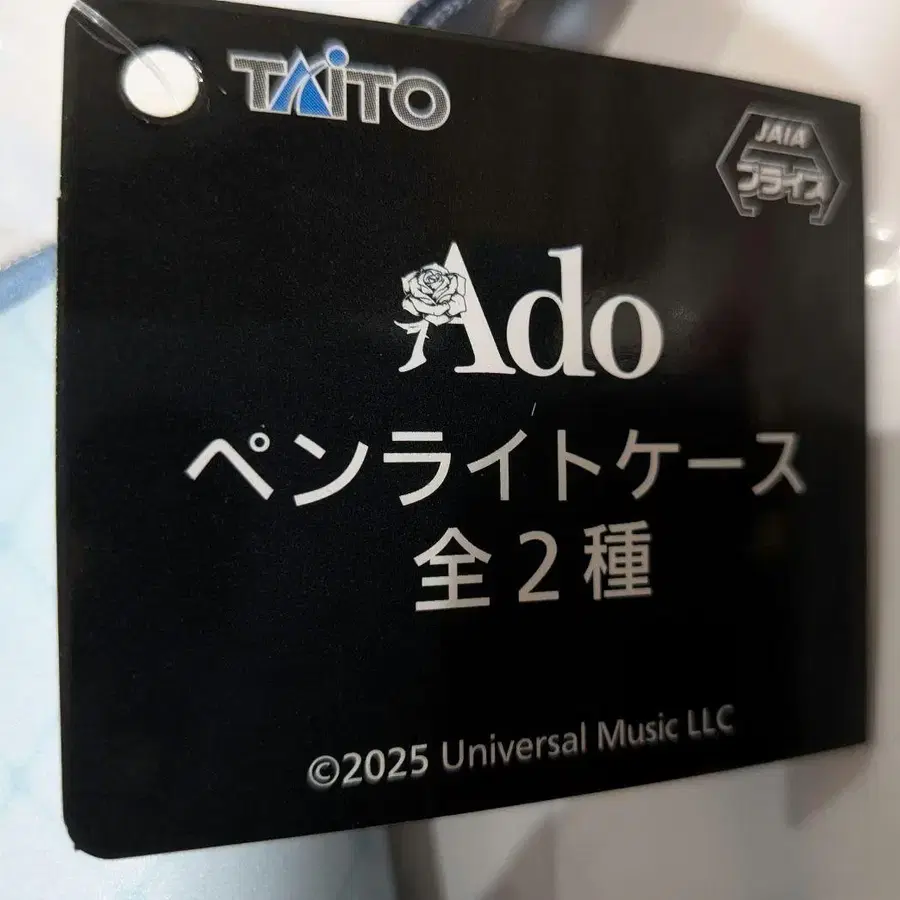 TAiTO
JAIA
プライズ
Ado
ペンライトケース
全2種
©2025 Universal Music LLC